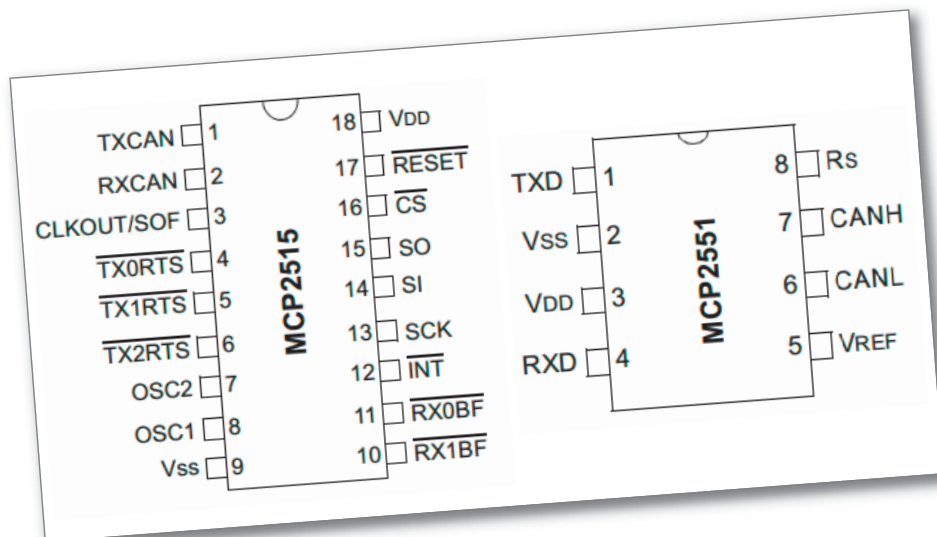 TXCAN 1
RXCAN 2
CLKOUT/SOF 3
TX0RTS 4
TX1RTS 5
TX2RTS 6
OSC2 7
OSC1 8
Vss 9
MCP2515
18 VDD
17 RESET
16 CS
15 SO
14 SI
13 SCK
12 INT
11 RX0BF
10 RX1BF
TXD 1
Vss 2
VDD 3
RXD 4
MCP2551
8 Rs
7 CANH
6 CANL
5 VREF